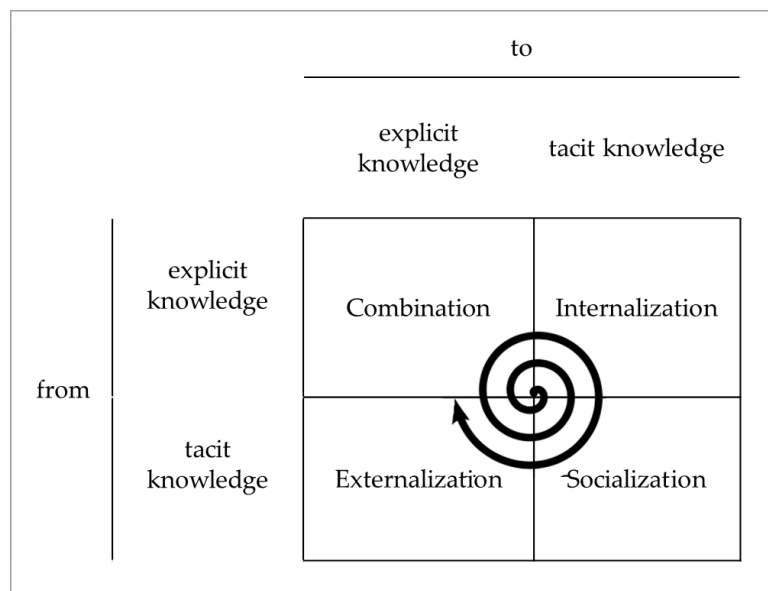 to
explicit
knowledge
tacit knowledge
explicit
knowledge
Combination
Internalization
from
tacit
knowledge
Externalization
Socialization